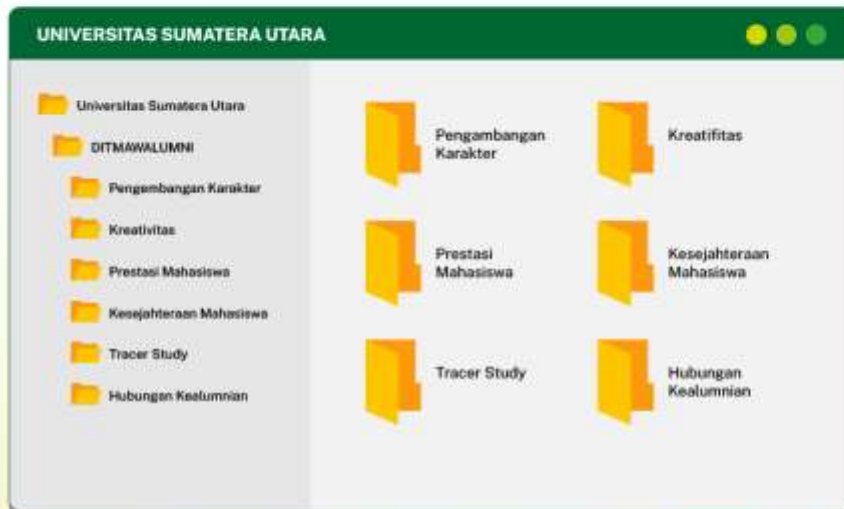 UNIVERSITAS SUMATERA UTARA
Universitas Sumatera Utara
DITMAWALUMNI
Pengembangan Karakter
Kreativitas
Prestasi Mahasiswa
Kesejahteraan Mahasiswa
Tracer Study
Hubungan Kealumnian
Pengambangan
Karakter
Kreatifitas
Prestasi
Mahasiswa
Kesejahteraan
Mahasiswa
Tracer Study
Hubungan
Kealumnian